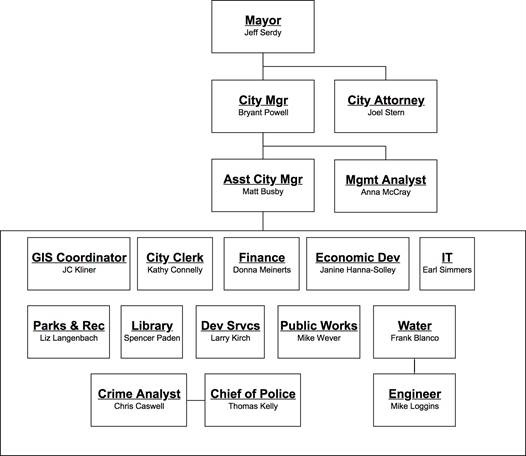 Mayor
Jeff Serdy
City Mgr
Bryant Powell
City Attorney
Joel Stern
Asst City Mgr
Matt Busby
Mgmt Analyst
Anna McCray
GIS Coordinator
JC Kliner
City Clerk
Kathy Connelly
Finance
Donna Meinerts
Economic Dev
Janine Hanna-Solley
IT
Earl Simmers
Parks & Rec
Liz Langenbach
Library
Spencer Paden
Dev Srvcs
Larry Kirch
Public Works
Mike Wever
Water
Frank Blanco
Crime Analyst
Chris Caswell
Chief of Police
Thomas Kelly
Engineer
Mike Loggins